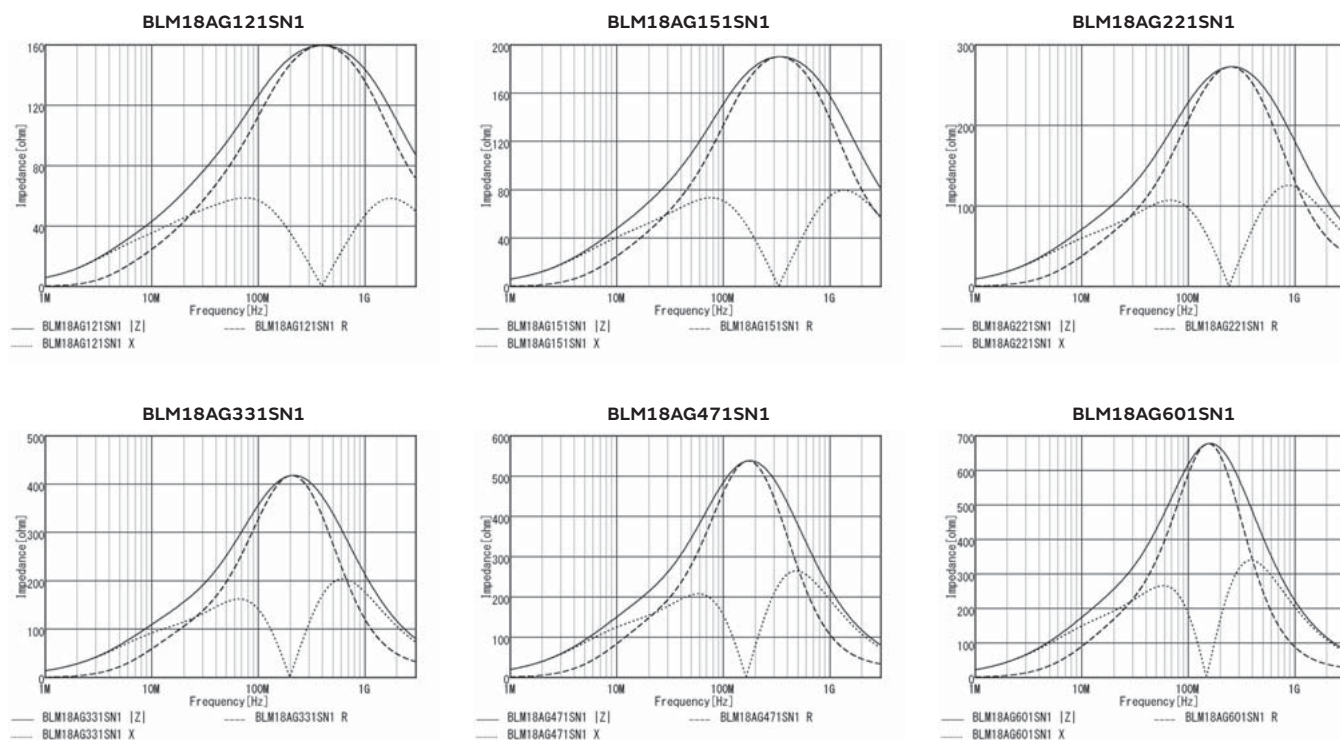 BLM18AG121SN1
160
120
80
40
0
Impedance[ohm]
1M 10M 100M 1G
Frequency[Hz]
BLM18AG121SN1 |Z| BLM18AG121SN1 R
BLM18AG121SN1 X
BLM18AG151SN1
200
160
120
80
40
0
Impedance[ohm]
1M 10M 100M 1G
Frequency[Hz]
BLM18AG151SN1 |Z| BLM18AG151SN1 R
BLM18AG151SN1 X
BLM18AG221SN1
300
200
100
0
Impedance[ohm]
1M 10M 100M 1G
Frequency[Hz]
BLM18AG221SN1 |Z| BLM18AG221SN1 R
BLM18AG221SN1 X
BLM18AG331SN1
500
400
300
200
100
0
Impedance[ohm]
1M 10M 100M 1G
Frequency[Hz]
BLM18AG331SN1 |Z| BLM18AG331SN1 R
BLM18AG331SN1 X
BLM18AG471SN1
600
500
400
300
200
100
0
Impedance[ohm]
1M 10M 100M 1G
Frequency[Hz]
BLM18AG471SN1 |Z| BLM18AG471SN1 R
BLM18AG471SN1 X
BLM18AG601SN1
700
600
500
400
300
200
100
0
Impedance[ohm]
1M 10M 100M 1G
Frequency[Hz]
BLM18AG601SN1 |Z| BLM18AG601SN1 R
BLM18AG601SN1 X